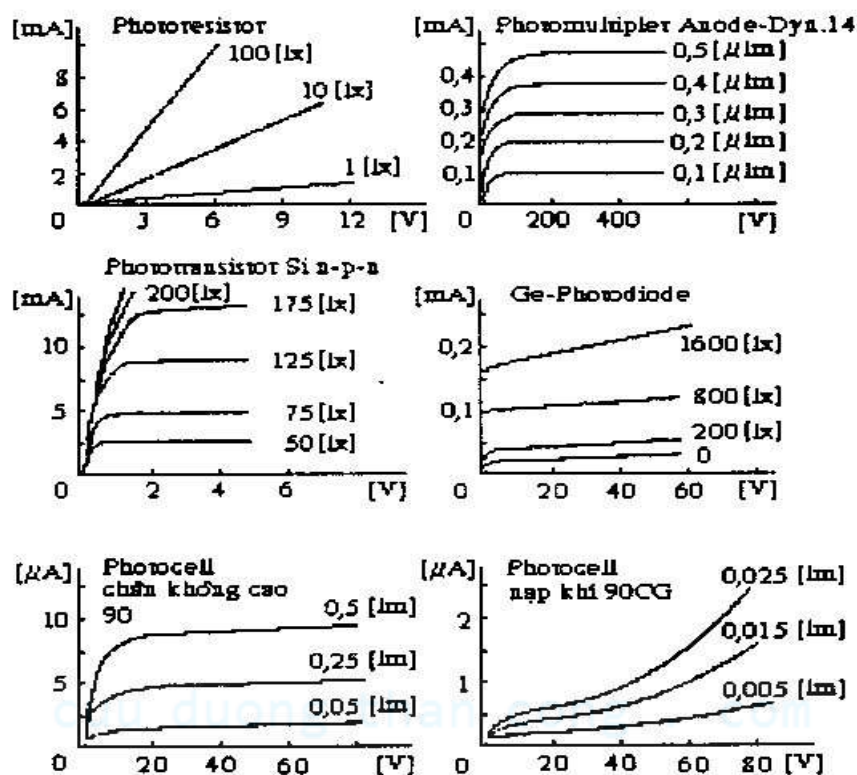 [mA] Photoresistor
100 [lx]
8
10 [lx]
6
4
2
1 [lx]
0 3 6 9 12 [V]
[mA] Photomultipler Anode-Dyn.14
0,5 [μlm]
0,4
0,4 [μlm]
0,3
0,3 [μlm]
0,2
0,2 [μlm]
0,1
0,1 [μlm]
0 200 400 [V]
Phototransistor Si n-p-n
[mA]
200[lx]
175 [lx]
10
125 [lx]
5
75 [lx]
50 [lx]
0 2 4 6 [V]
[mA] Ge-Photodiode
0,2
1600 [lx]
0,1
800 [lx]
200 [lx]
0
0 20 40 60 [V]
[μA] Photocell
chân không cao
90
10
0,5 [lm]
0,25 [lm]
5
0,05 [lm]
0 20 60 [V]
[μA] Photocell
nạp khí 90CG
0,025 [lm]
2
0,015 [lm]
1
0,005 [lm]
0 20 40 60 80 [V]
cuu duong than cong . com